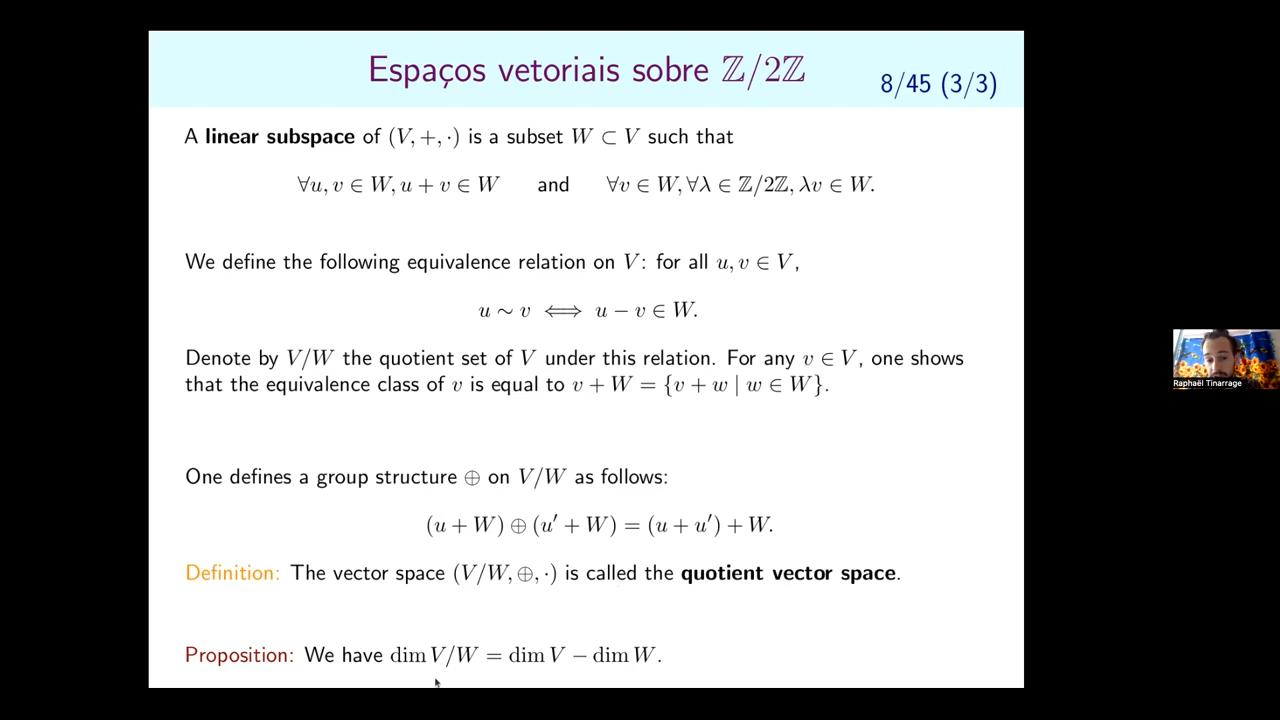 Espaços vetoriais sobre ℤ/2ℤ
8/45 (3/3)
A linear subspace of (V, +, ·) is a subset W ⊂ V such that
∀u, v ∈ W, u + v ∈ W and ∀v ∈ W, ∀λ ∈ ℤ/2ℤ, λv ∈ W.
We define the following equivalence relation on V: for all u, v ∈ V,
u ∼ v ⟺ u − v ∈ W.
Denote by V/W the quotient set of V under this relation. For any v ∈ V, one shows
that the equivalence class of v is equal to v + W = {v + w | w ∈ W}.
One defines a group structure ⊕ on V/W as follows:
(u + W) ⊕ (u′ + W) = (u + u′) + W.
Definition: The vector space (V/W, ⊕, ·) is called the quotient vector space.
Proposition: We have dim V/W = dim V − dim W.
Raphaël Tinarrage